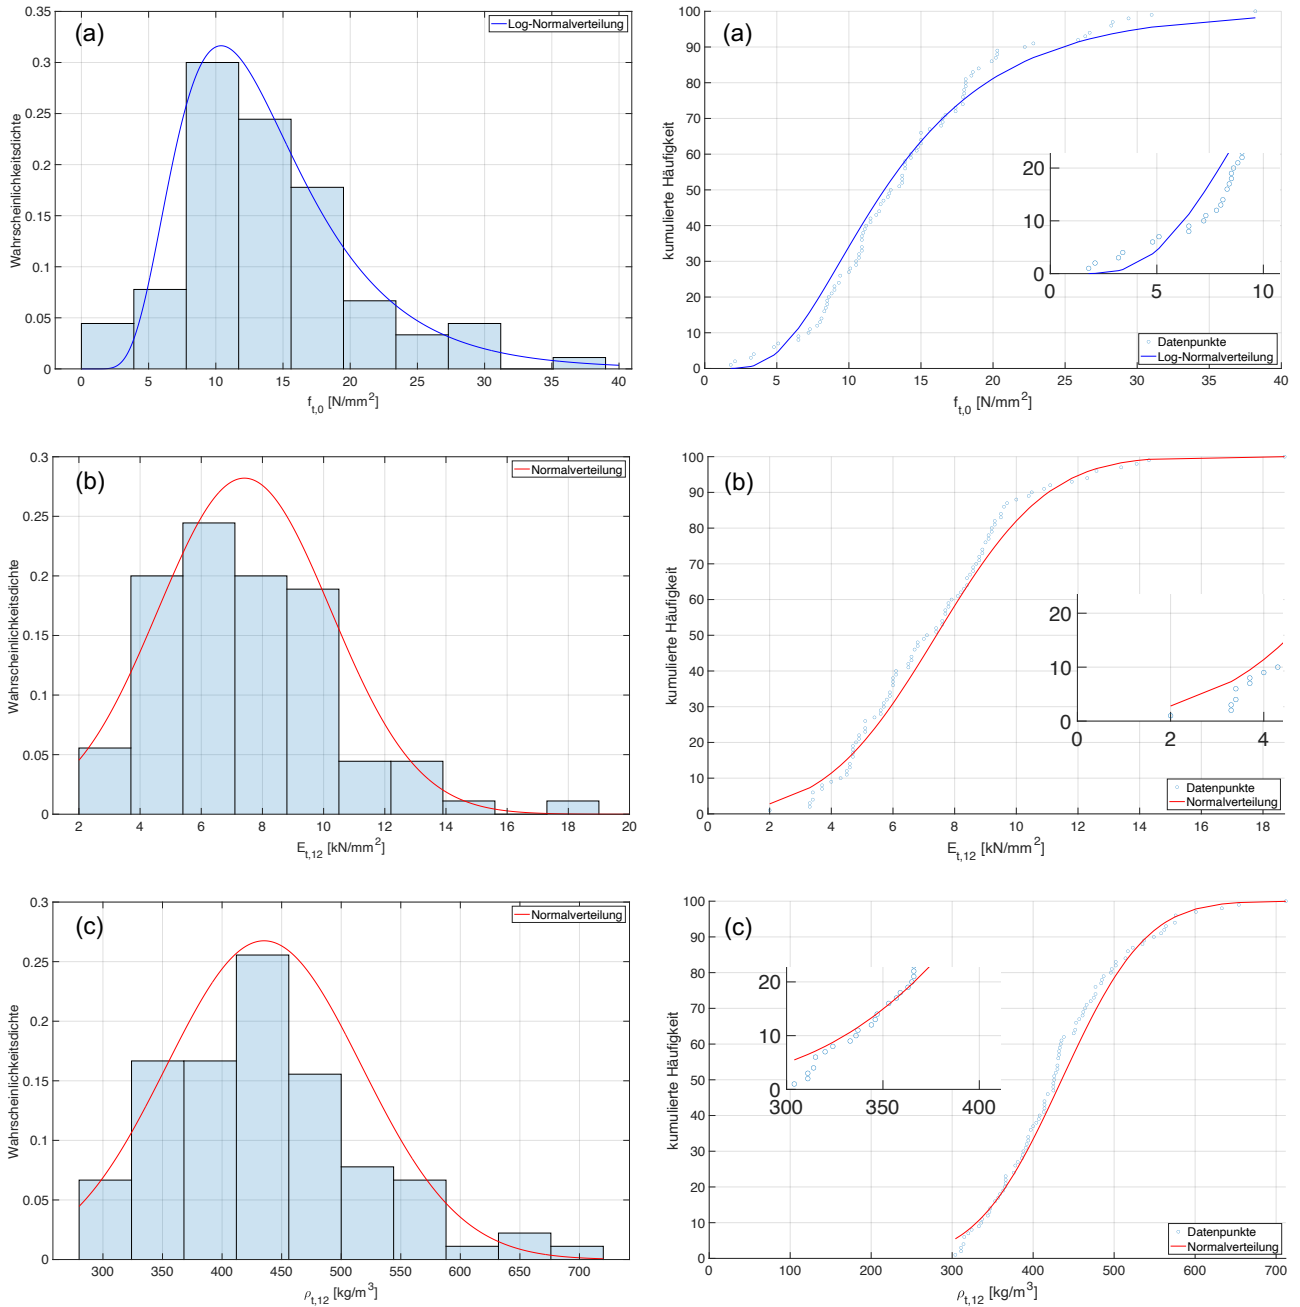 (a)
Log-Normalverteilung
Wahrscheinlichkeitsdichte
0.35
0.3
0.25
0.2
0.15
0.1
0.05
0
0 5 10 15 20 25 30 35 40
f_t,0 [N/mm²]
(a)
kumulierte Häufigkeit
100
90
80
70
60
50
40
30
20
10
0
20
10
0
0 5 10
Datenpunkte
Log-Normalverteilung
0 5 10 15 20 25 30 35 40
f_t,0 [N/mm²]
(b)
Normalverteilung
Wahrscheinlichkeitsdichte
0.3
0.25
0.2
0.15
0.1
0.05
0
2 4 6 8 10 12 14 16 18 20
E_t,12 [kN/mm²]
(b)
kumulierte Häufigkeit
100
90
80
70
60
50
40
30
20
10
0
20
10
0
0 2 4
Datenpunkte
Normalverteilung
0 2 4 6 8 10 12 14 16 18
E_t,12 [kN/mm²]
(c)
Normalverteilung
Wahrscheinlichkeitsdichte
0.3
0.25
0.2
0.15
0.1
0.05
0
300 350 400 450 500 550 600 650 700
ρ_t,12 [kg/m³]
(c)
kumulierte Häufigkeit
100
90
80
70
60
50
40
30
20
10
0
20
10
0
300 350 400
Datenpunkte
Normalverteilung
0 100 200 300 400 500 600 700
ρ_t,12 [kg/m³]